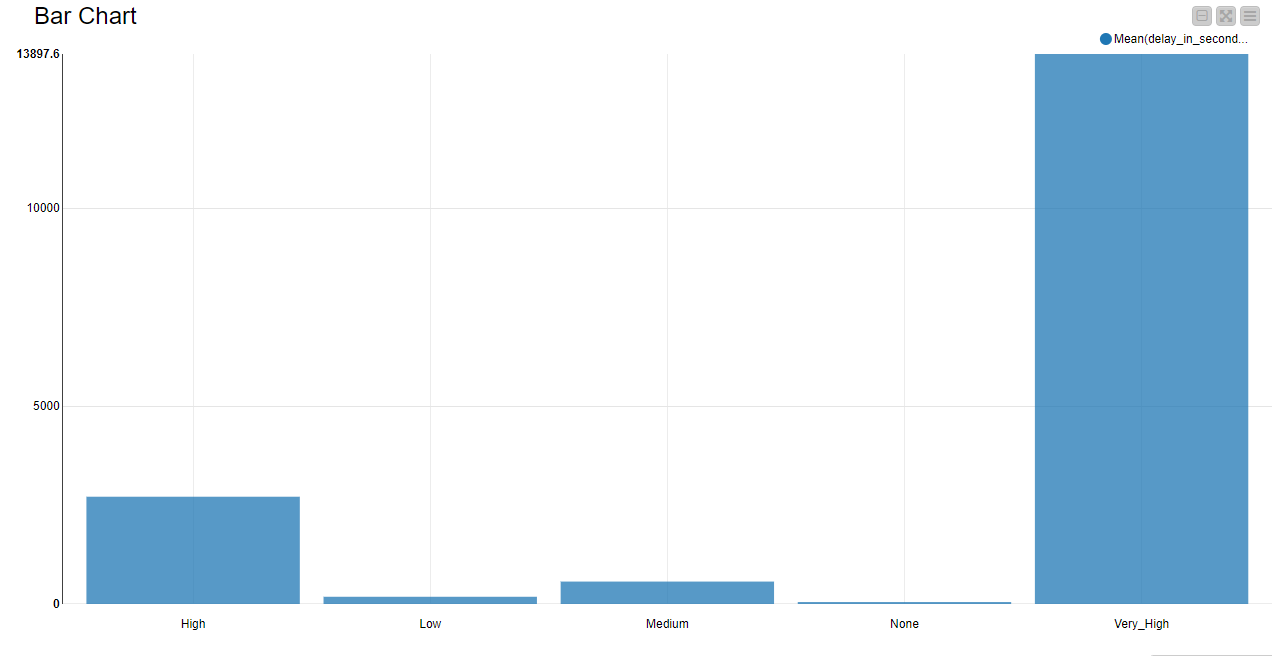 Bar Chart
Mean(delay_in_second...
13897.6
10000
5000
0
High Low Medium None Very_High